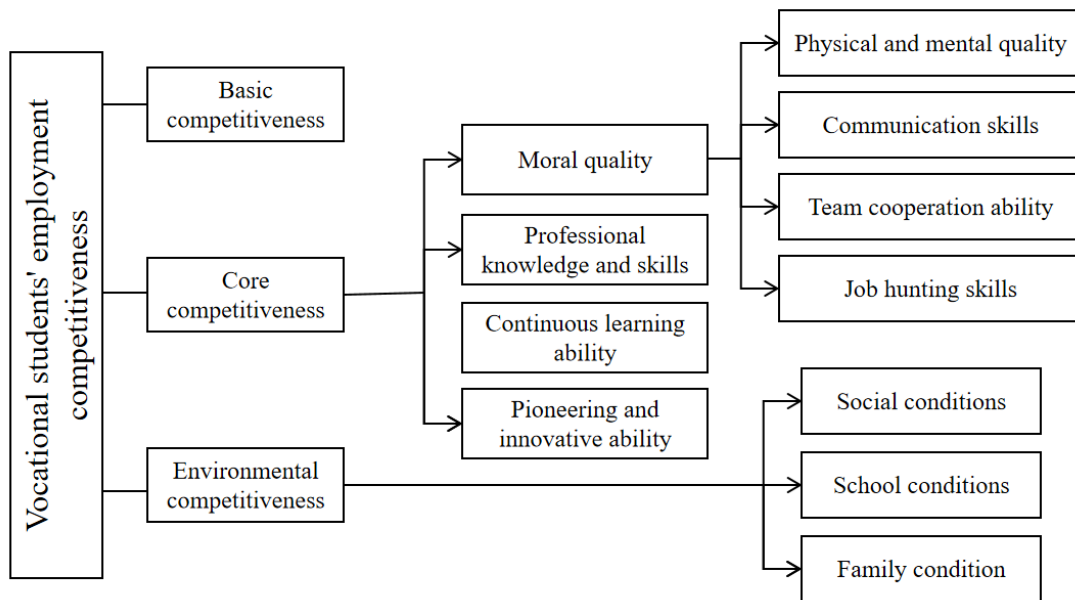 Vocational students' employment
competitiveness
Basic
competitiveness
Core
competitiveness
Environmental
competitiveness
Moral quality
Professional
knowledge and skills
Continuous learning
ability
Pioneering and
innovative ability
Physical and mental quality
Communication skills
Team cooperation ability
Job hunting skills
Social conditions
School conditions
Family condition